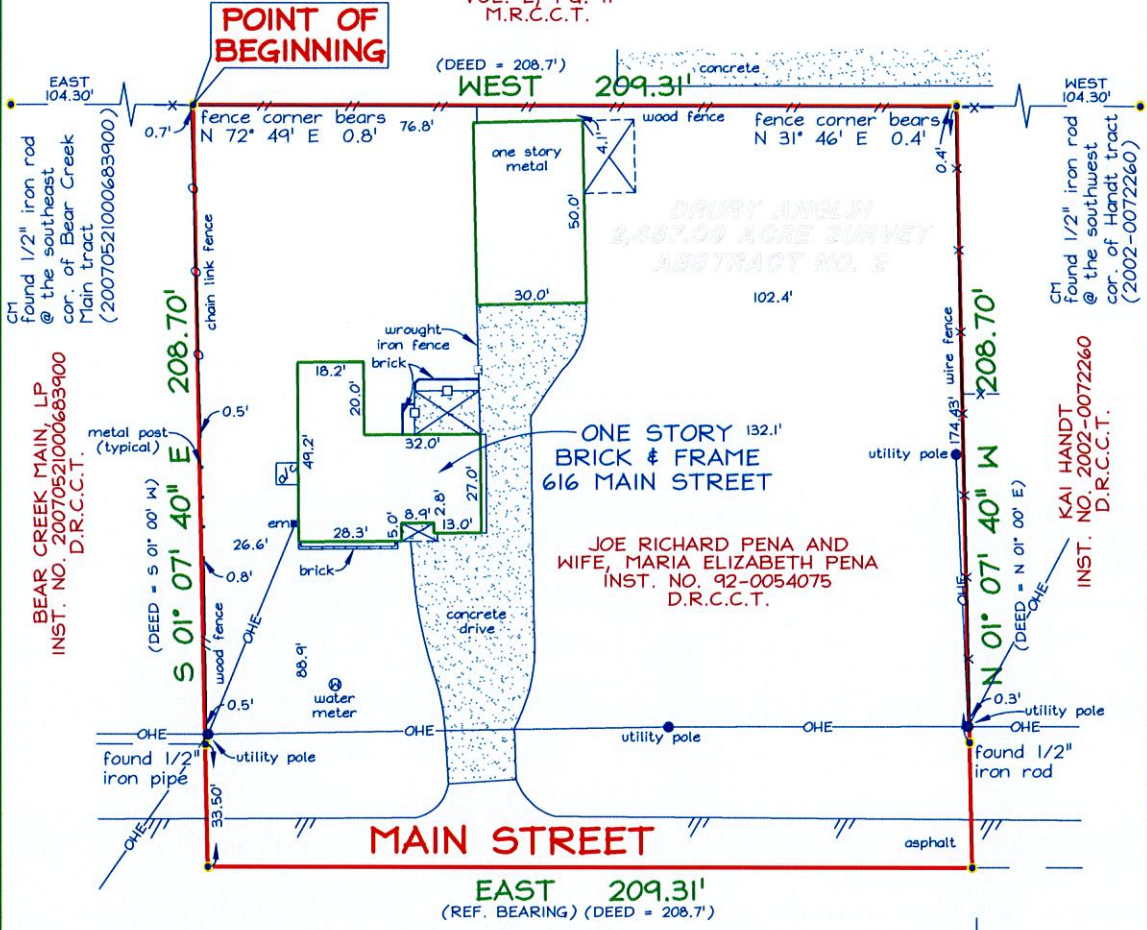 M.R.C.C.T.
POINT OF
BEGINNING
(DEED = 208.7')
WEST 209.31'
concrete
EAST
104.30'
WEST
104.30'
0.7'
fence corner bears
N 72° 49' E 0.8'
76.8'
wood fence
fence corner bears
N 31° 46' E 0.4'
0.4'
4.1'
one story
metal
50.0'
30.0'
DRURY ANGLIN
2,657.09 ACRE SURVEY
ABSTRACT NO. 2
102.4'
CM
found 1/2" iron rod
@ the southeast
cor. of Bear Creek
Main tract
(20070521000683900)
CM
found 1/2" iron rod
@ the southwest
cor. of Handt tract
(2002-0072260)
chain link fence
S 01° 07' 40" E 208.70'
(DEED = S 01° 00' W)
BEAR CREEK MAIN, LP
INST. NO. 20070521000683900
D.R.C.C.T.
metal post
(typical)
0.5'
0.8'
wood fence
0.5'
wrought
iron fence
brick
18.2'
20.0'
32.0'
49.2'
27.0'
2.8'
8.9'
13.0'
5.0'
28.3'
em
26.6'
brick
ONE STORY
BRICK & FRAME
616 MAIN STREET
132.1'
utility pole
174.43'
wire fence
N 01° 07' 40" W 208.70'
(DEED = N 01° 00' E)
KAI HANDT
INST. NO. 2002-0072260
D.R.C.C.T.
JOE RICHARD PENA AND
WIFE, MARIA ELIZABETH PENA
INST. NO. 92-0054075
D.R.C.C.T.
concrete
drive
OHE
OHE
OHE
88.9'
W
water
meter
0.3'
utility pole
OHE
OHE
OHE
OHE
utility pole
found 1/2"
iron pipe
utility pole
found 1/2"
iron rod
33.50'
OHE
MAIN STREET
asphalt
EAST 209.31'
(REF. BEARING) (DEED = 208.7')